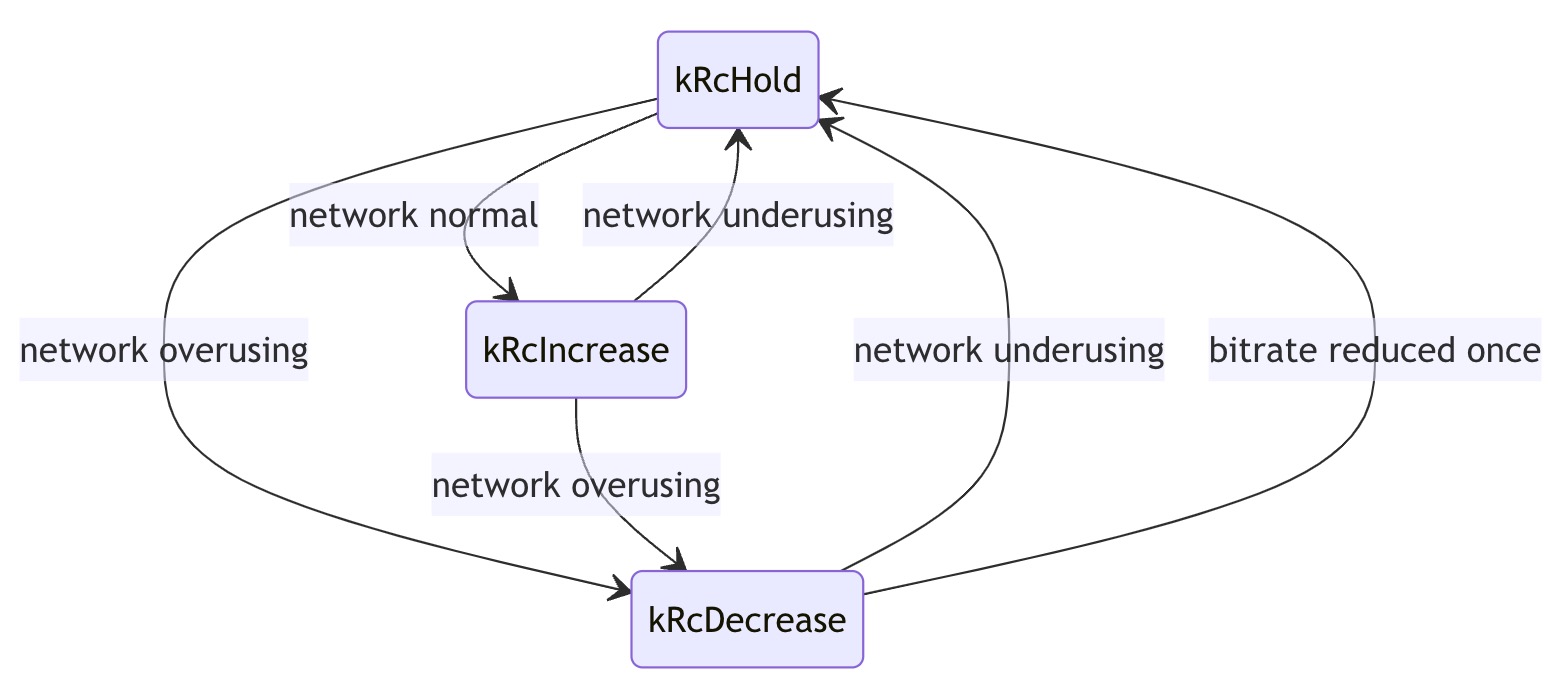 kRcHold
network normal
network underusing
network overusing
kRcIncrease
network underusing
bitrate reduced once
network overusing
kRcDecrease